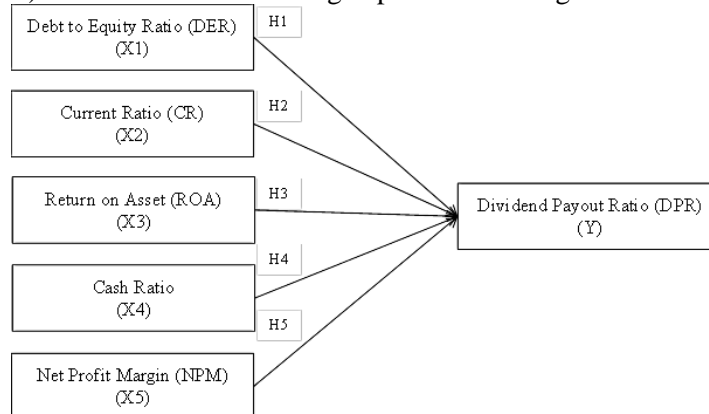 Debt to Equity Ratio (DER)
(X1)
H1
Current Ratio (CR)
(X2)
H2
Return on Asset (ROA)
(X3)
H3
Cash Ratio
(X4)
H4
Net Profit Margin (NPM)
(X5)
H5
Dividend Payout Ratio (DPR)
(Y)